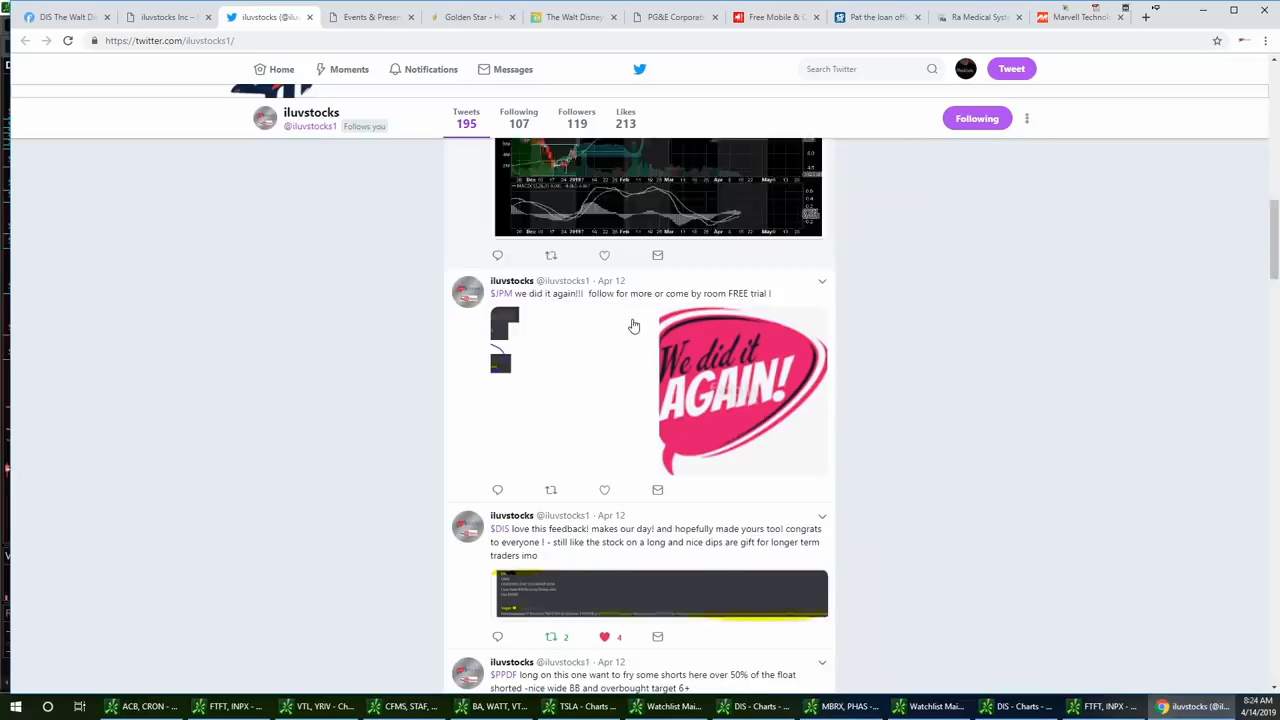 DIS The Walt D
iluvstocks Inc – 
iluvstocks (@ilu
Events & Presen
Golden Star - Ho
The Walt Disney
PG&E Corporat
Free Mobile & C
Pat the loan offi
Ra Medical Syst
Marvell Technol
https://twitter.com/iluvstocks1/
Home
Moments
Notifications
Messages
Search Twitter
Tweet
iluvstocks
@iluvstocks1 Follows you
Tweets
195
Following
107
Followers
119
Likes
213
Following
iluvstocks @iluvstocks1 · Apr 12
$JPM we did it again!!! follow for more or come by room FREE trial !
We did it
AGAIN!
iluvstocks @iluvstocks1 · Apr 12
$DIS love this feedback! makes our day! and hopefully made yours too! congrats
to everyone ! - still like the stock on a long and nice dips are gift for longer term
traders imo
2
4
iluvstocks @iluvstocks1 · Apr 12
$PPDF long on this one want to fry some shorts here over 50% of the float
shorted -nice wide BB and overbought target 6+
ACB, CRON - ...
FTFT, INPX - ...
VTL, YRIV - Ch...
CFMS, STAF, ...
BA, WATT, VT...
TSLA - Charts ...
Watchlist Mai...
DIS - Charts - ...
MBRX, PHAS - ...
Watchlist Mai...
DIS - Charts - ...
FTFT, INPX - ...
iluvstocks (@il...
8:24 AM
4/14/2019